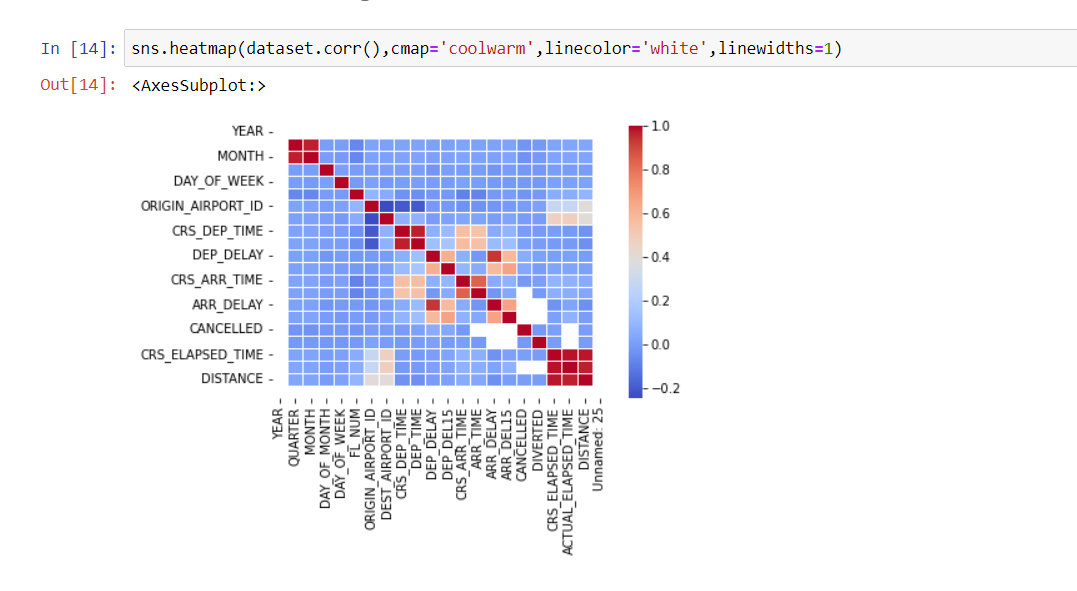 In [14]: sns.heatmap(dataset.corr(),cmap='coolwarm',linecolor='white',linewidths=1)
Out[14]: <AxesSubplot:>
YEAR
MONTH
DAY_OF_WEEK
ORIGIN_AIRPORT_ID
CRS_DEP_TIME
DEP_DELAY
CRS_ARR_TIME
ARR_DELAY
CANCELLED
CRS_ELAPSED_TIME
DISTANCE
1.0
0.8
0.6
0.4
0.2
0.0
−0.2
YEAR
QUARTER
MONTH
DAY_OF_MONTH
DAY_OF_WEEK
FL_NUM
ORIGIN_AIRPORT_ID
DEST_AIRPORT_ID
CRS_DEP_TIME
DEP_TIME
DEP_DELAY
DEP_DEL15
CRS_ARR_TIME
ARR_TIME
ARR_DELAY
ARR_DEL15
CANCELLED
DIVERTED
CRS_ELAPSED_TIME
ACTUAL_ELAPSED_TIME
DISTANCE
Unnamed: 25